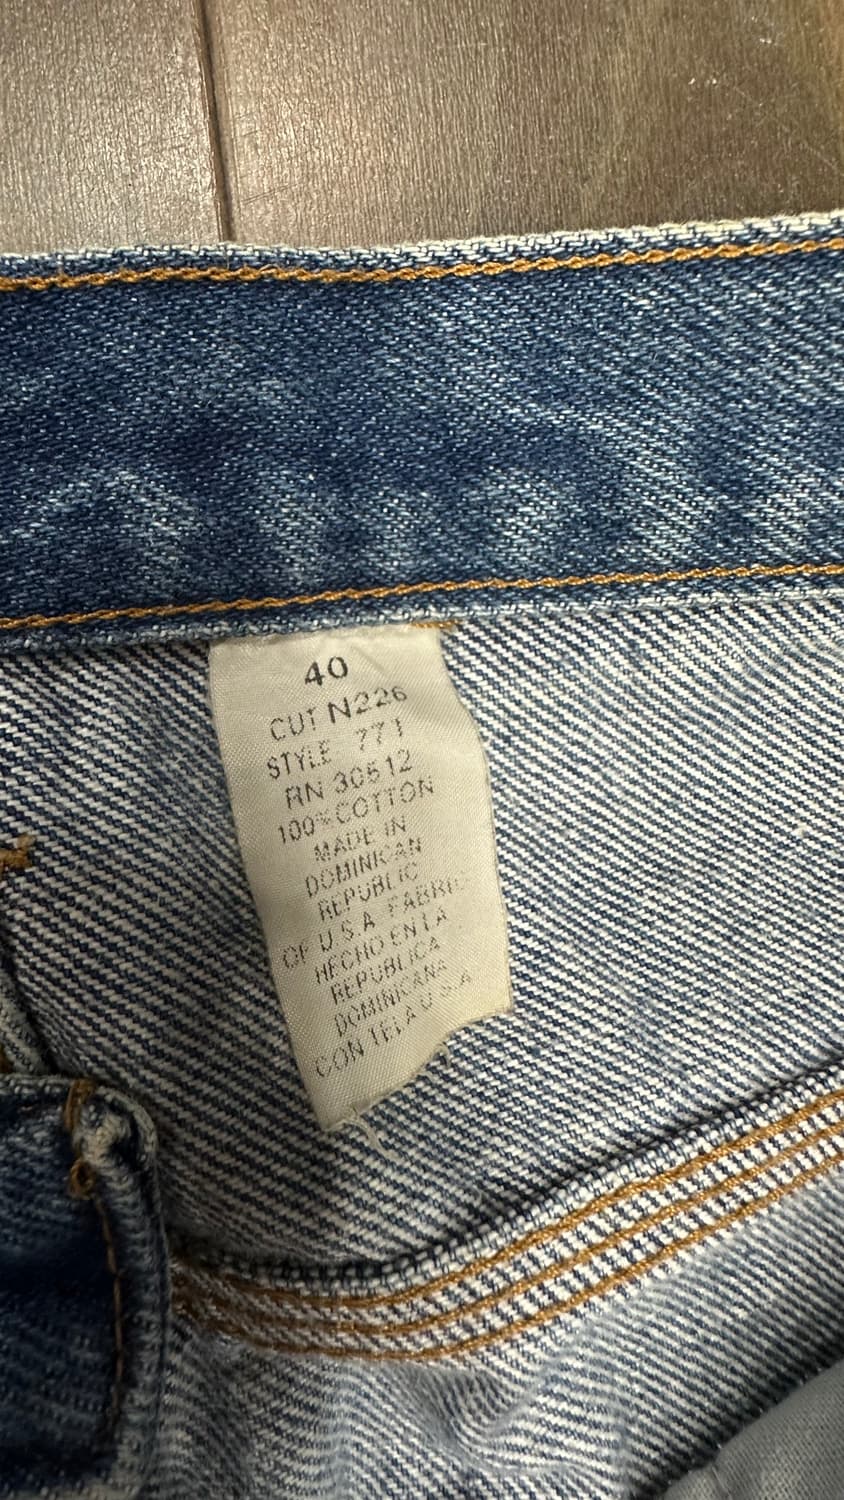 40
CUT N226
STYLE 771
RN 30512
100% COTTON
MADE IN
DOMINICAN
REPUBLIC
OF U.S.A. FABRIC
HECHO EN LA
REPUBLICA
DOMINICANA
CON TELA U.S.A